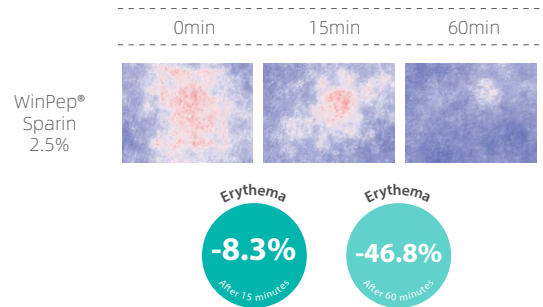 0min 15min 60min
WinPep®
Sparin
2.5%
Erythema
-8.3%
After 15 minutes
Erythema
-46.8%
After 60 minutes